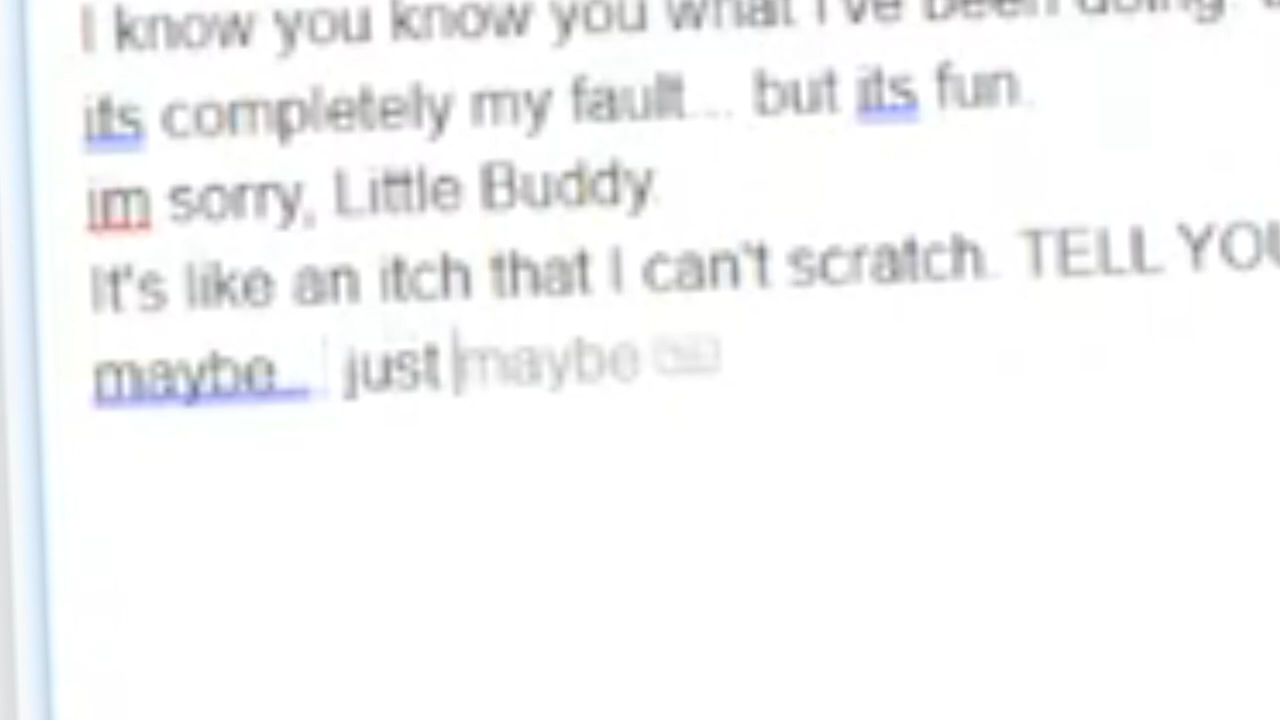 I know you know you what I've been doing.
its completely my fault... but its fun.
im sorry, Little Buddy.
It's like an itch that I can't scratch. TELL YOU
maybe... just maybe